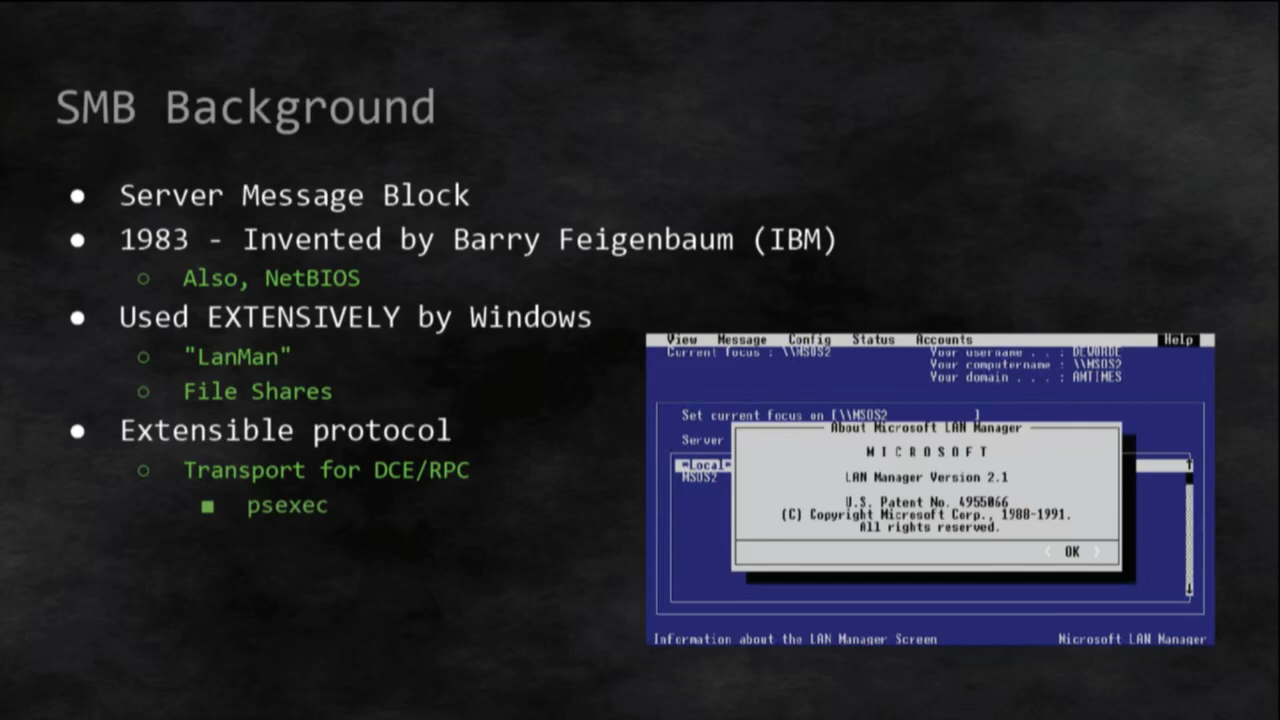 SMB Background
● Server Message Block
● 1983 - Invented by Barry Feigenbaum (IBM)
○ Also, NetBIOS
● Used EXTENSIVELY by Windows
○ "LanMan"
○ File Shares
● Extensible protocol
○ Transport for DCE/RPC
■ psexec
View Message Config Status Accounts Help
Current focus : \\MSOS2 Your username . . : DEWORDE
Your computername : \\MSOS2
Your domain . . . : AMTIMES
Set current focus on [\\MSOS2 ]
Server
About Microsoft LAN Manager
MICROSOFT
=Local=
LAN Manager Version 2.1
MSOS2
U.S. Patent No. 4955066
(C) Copyright Microsoft Corp., 1988-1991.
All rights reserved.
< OK >
Information about the LAN Manager Screen Microsoft LAN Manager